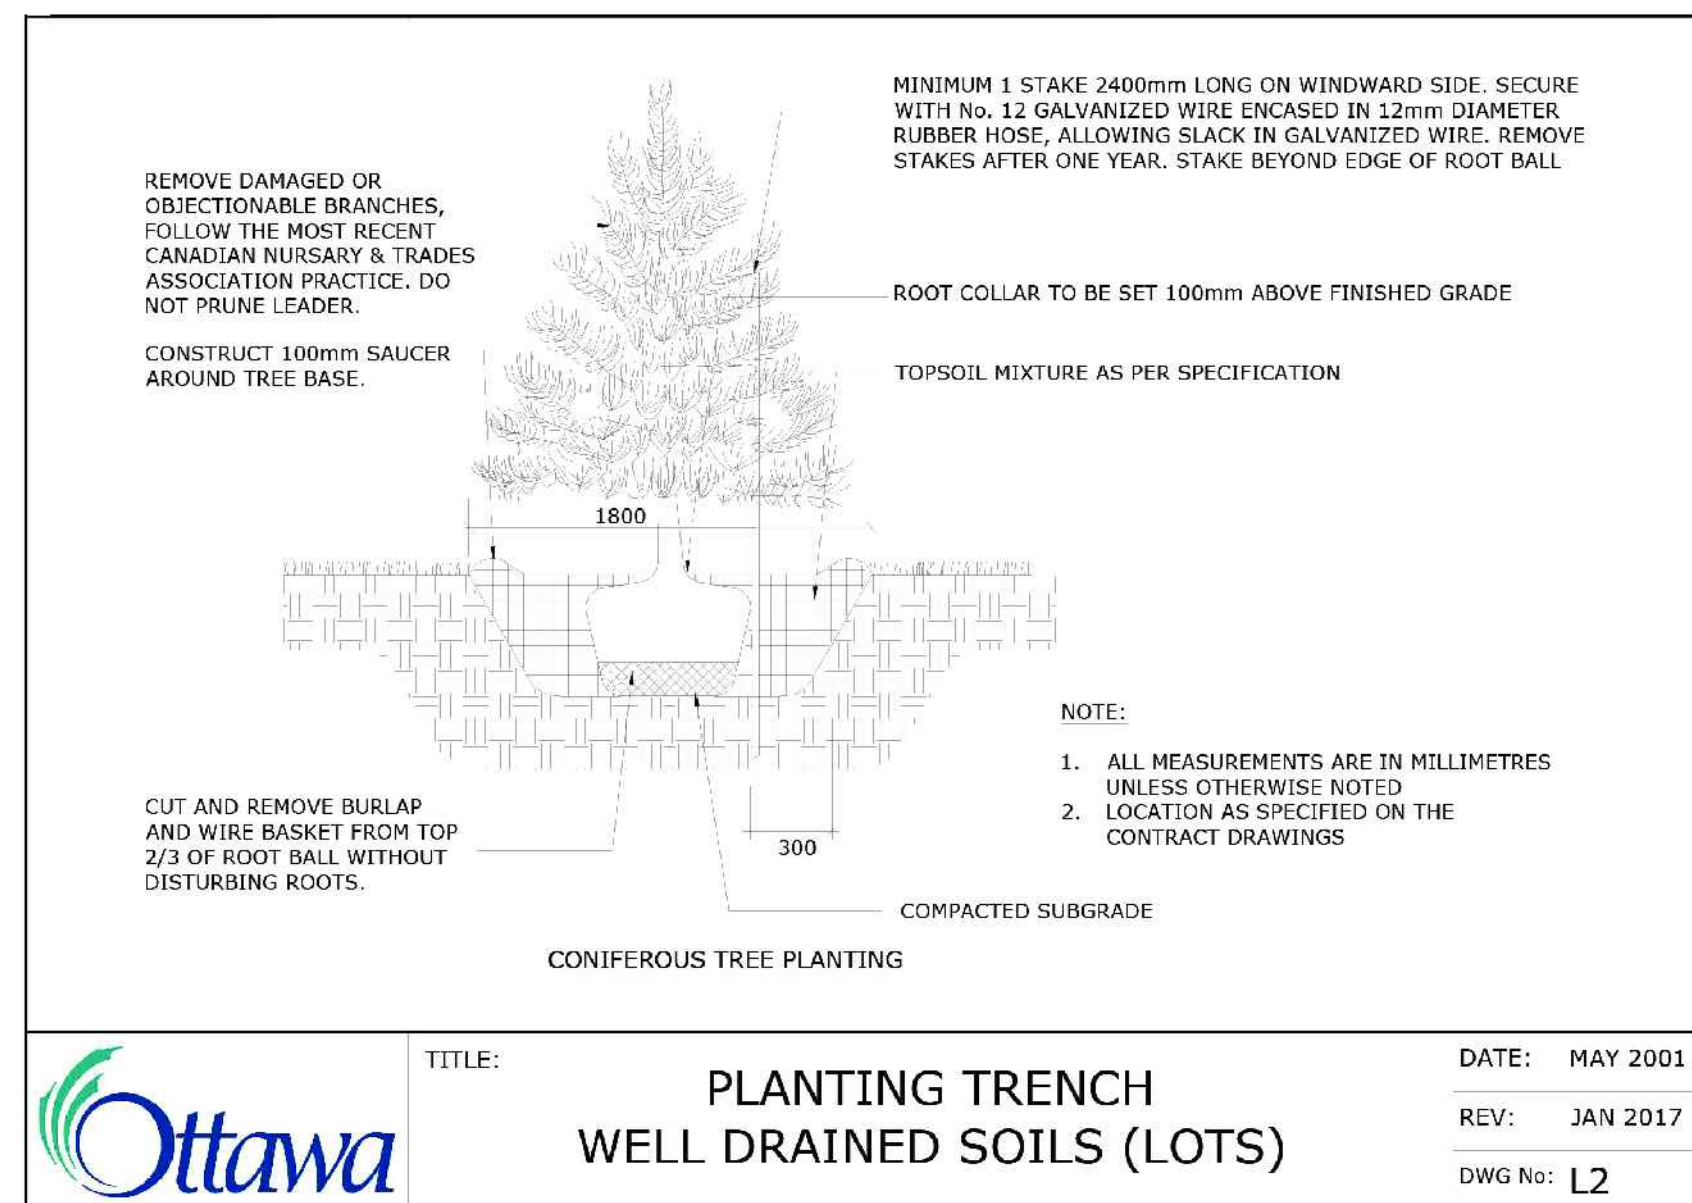 MINIMUM 1 STAKE 2400mm LONG ON WINDWARD SIDE. SECURE
WITH No. 12 GALVANIZED WIRE ENCASED IN 12mm DIAMETER
RUBBER HOSE, ALLOWING SLACK IN GALVANIZED WIRE. REMOVE
STAKES AFTER ONE YEAR. STAKE BEYOND EDGE OF ROOT BALL
REMOVE DAMAGED OR
OBJECTIONABLE BRANCHES,
FOLLOW THE MOST RECENT
CANADIAN NURSARY & TRADES
ASSOCIATION PRACTICE. DO
NOT PRUNE LEADER.
ROOT COLLAR TO BE SET 100mm ABOVE FINISHED GRADE
CONSTRUCT 100mm SAUCER
AROUND TREE BASE.
TOPSOIL MIXTURE AS PER SPECIFICATION
1800
NOTE:
1. ALL MEASUREMENTS ARE IN MILLIMETRES
UNLESS OTHERWISE NOTED
2. LOCATION AS SPECIFIED ON THE
CONTRACT DRAWINGS
CUT AND REMOVE BURLAP
AND WIRE BASKET FROM TOP
2/3 OF ROOT BALL WITHOUT
DISTURBING ROOTS.
300
COMPACTED SUBGRADE
CONIFEROUS TREE PLANTING
Ottawa
TITLE:
PLANTING TRENCH
WELL DRAINED SOILS (LOTS)
DATE: MAY 2001
REV: JAN 2017
DWG No: L2